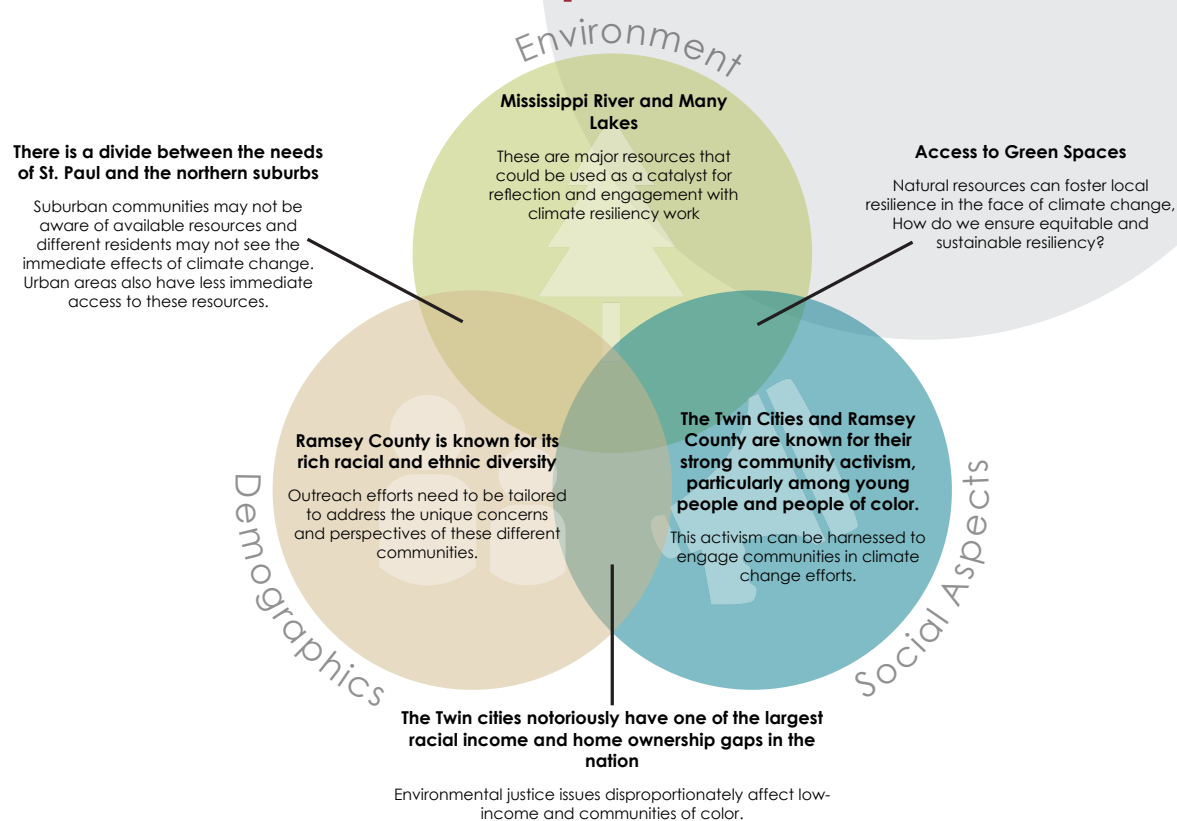 Environment
Mississippi River and Many
Lakes
These are major resources that
could be used as a catalyst for
reflection and engagement with
climate resiliency work
There is a divide between the needs
of St. Paul and the northern suburbs
Suburban communities may not be
aware of available resources and
different residents may not see the
immediate effects of climate change.
Urban areas also have less immediate
access to these resources.
Access to Green Spaces
Natural resources can foster local
resilience in the face of climate change,
How do we ensure equitable and
sustainable resiliency?
Ramsey County is known for its
rich racial and ethnic diversity
Outreach efforts need to be tailored
to address the unique concerns
and perspectives of these different
communities.
The Twin Cities and Ramsey
County are known for their
strong community activism,
particularly among young
people and people of color.
This activism can be harnessed to
engage communities in climate
change efforts.
Demographics
Social Aspects
The Twin cities notoriously have one of the largest
racial income and home ownership gaps in the
nation
Environmental justice issues disproportionately affect low-
income and communities of color.